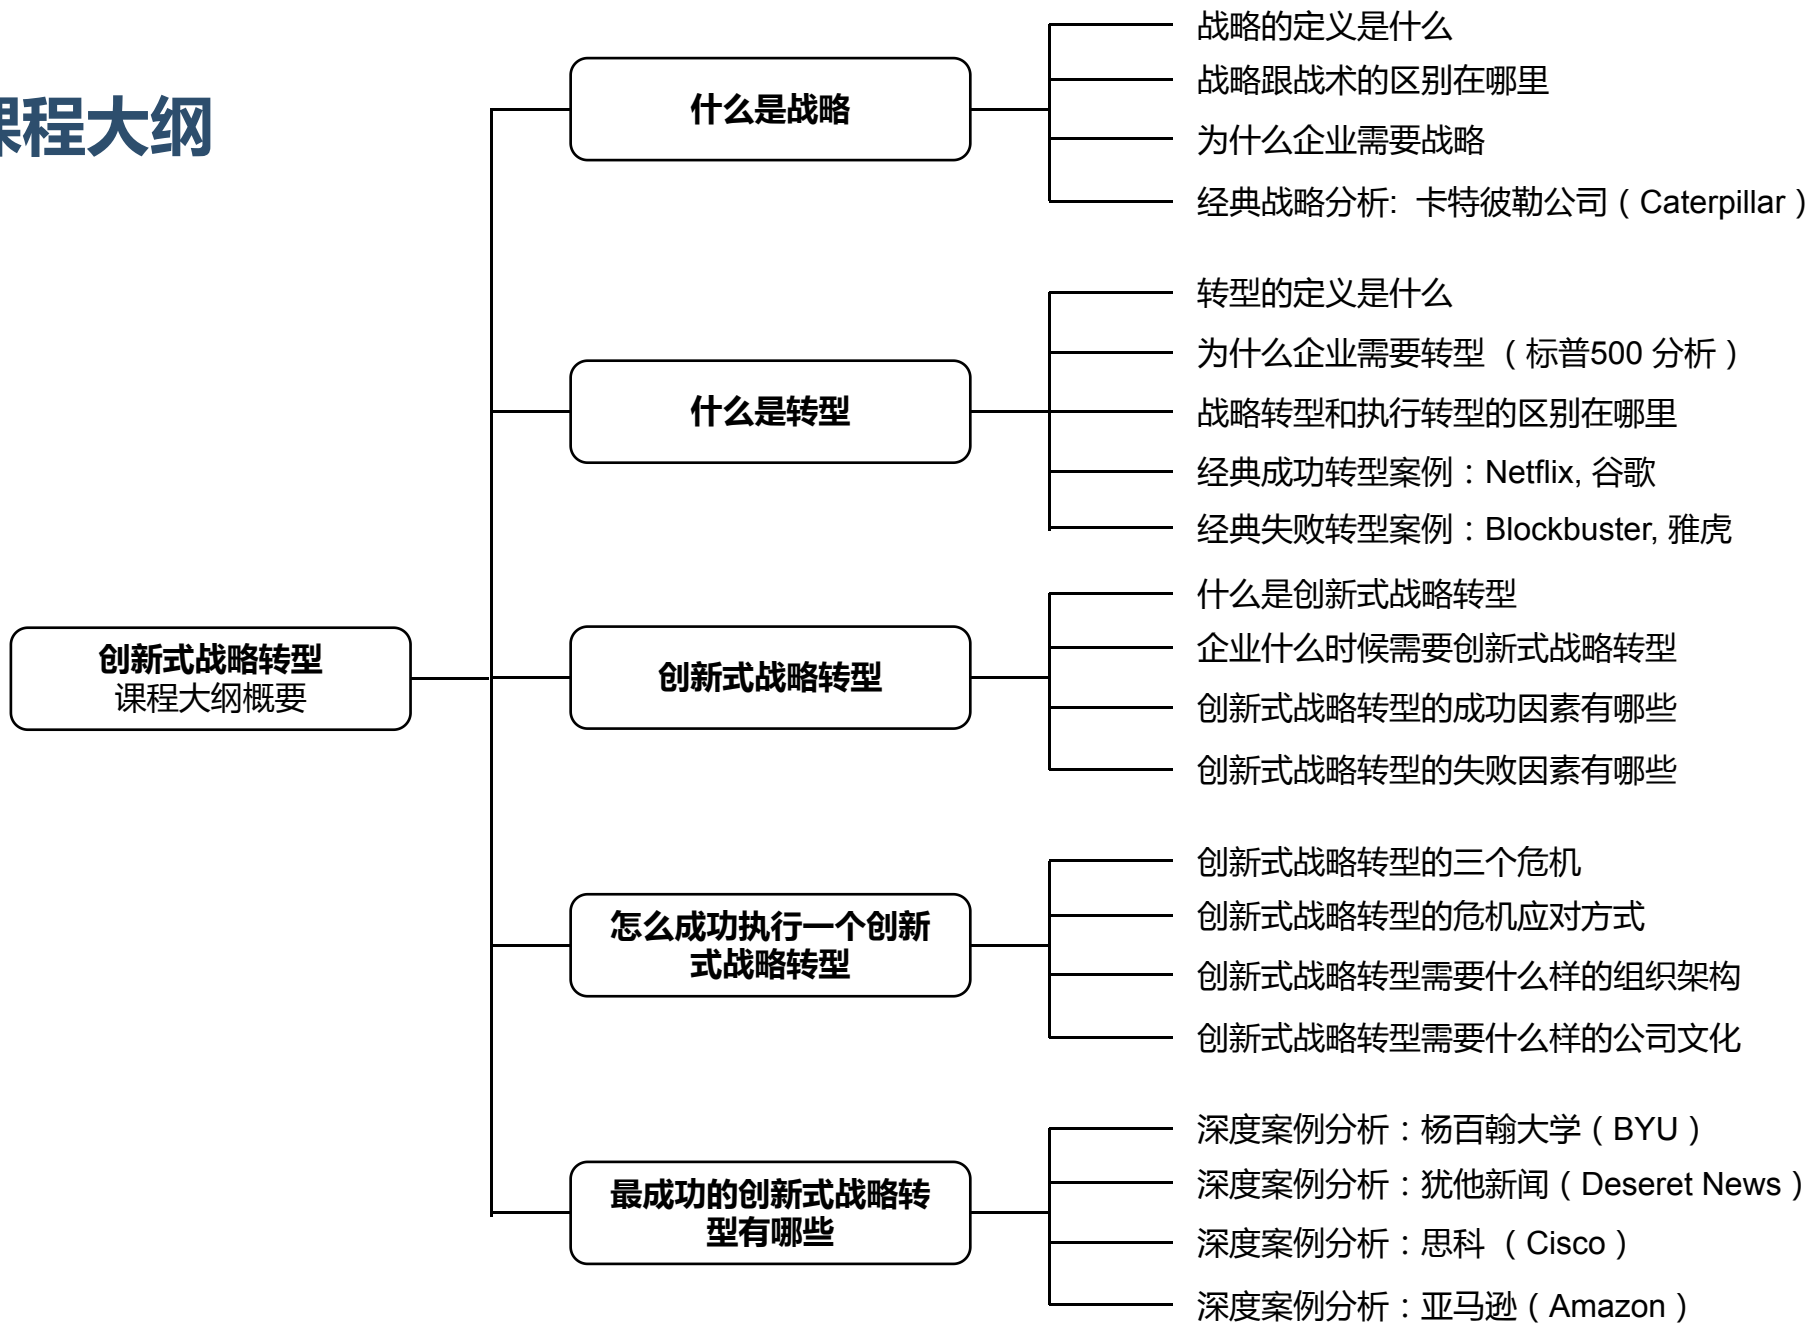 课程大纲
什么是战略
战略的定义是什么
战略跟战术的区别在哪里
为什么企业需要战略
经典战略分析: 卡特彼勒公司（Caterpillar）
什么是转型
转型的定义是什么
为什么企业需要转型 （标普500 分析）
战略转型和执行转型的区别在哪里
经典成功转型案例：Netflix, 谷歌
经典失败转型案例：Blockbuster, 雅虎
创新式战略转型
课程大纲概要
创新式战略转型
什么是创新式战略转型
企业什么时候需要创新式战略转型
创新式战略转型的成功因素有哪些
创新式战略转型的失败因素有哪些
怎么成功执行一个创新
式战略转型
创新式战略转型的三个危机
创新式战略转型的危机应对方式
创新式战略转型需要什么样的组织架构
创新式战略转型需要什么样的公司文化
最成功的创新式战略转
型有哪些
深度案例分析：杨百翰大学（BYU）
深度案例分析：犹他新闻（Deseret News）
深度案例分析：思科 （Cisco）
深度案例分析：亚马逊（Amazon）